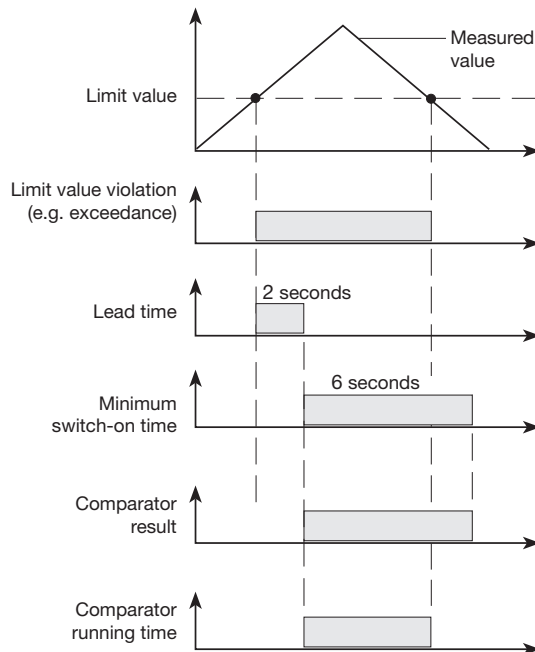 Measured
value
Limit value
Limit value violation
(e.g. exceedance)
2 seconds
Lead time
6 seconds
Minimum
switch-on time
Comparator
result
Comparator
running time